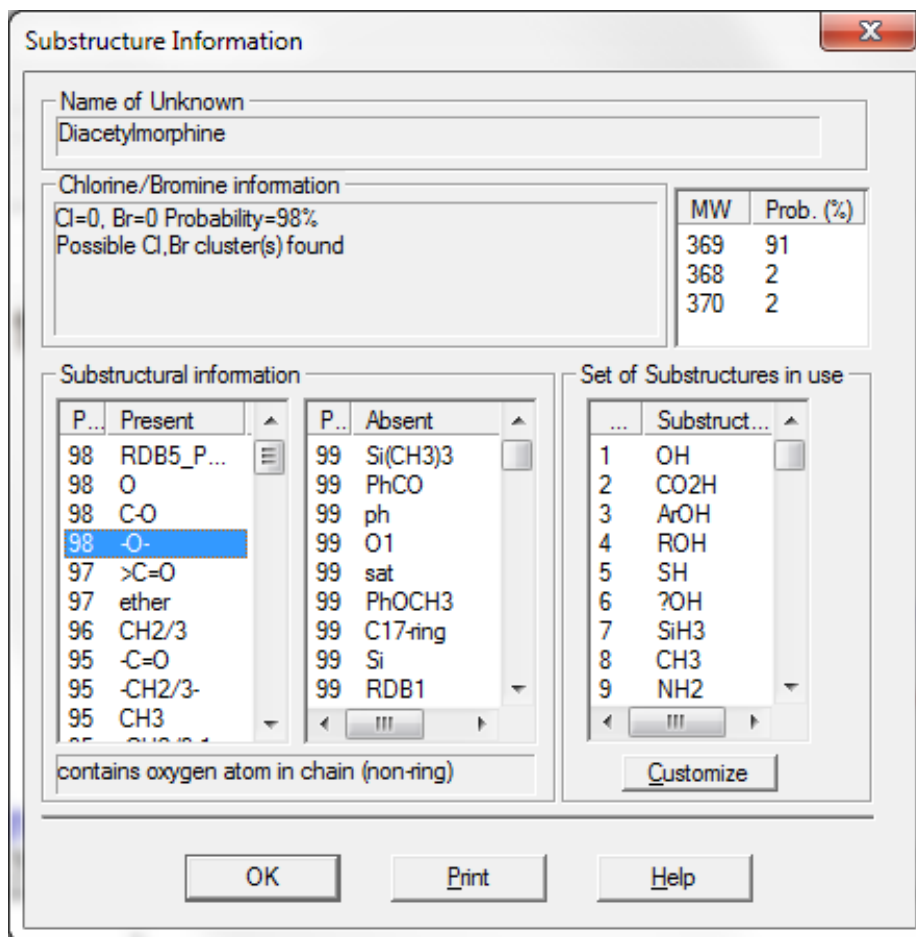 Substructure Information
X
Name of Unknown
Diacetylmorphine
Chlorine/Bromine information
Cl=0, Br=0 Probability=98%
Possible Cl,Br cluster(s) found
MW Prob. (%)
369 91
368 2
370 2
Substructural information
P... Present
98 RDB5_P...
98 O
98 C-O
98 -O-
97 >C=O
97 ether
96 CH2/3
95 -C=O
95 -CH2/3-
95 CH3
P.. Absent
99 Si(CH3)3
99 PhCO
99 ph
99 O1
99 sat
99 PhOCH3
99 C17-ring
99 Si
99 RDB1
contains oxygen atom in chain (non-ring)
Set of Substructures in use
... Substruct...
1 OH
2 CO2H
3 ArOH
4 ROH
5 SH
6 ?OH
7 SiH3
8 CH3
9 NH2
Customize
OK
Print
Help